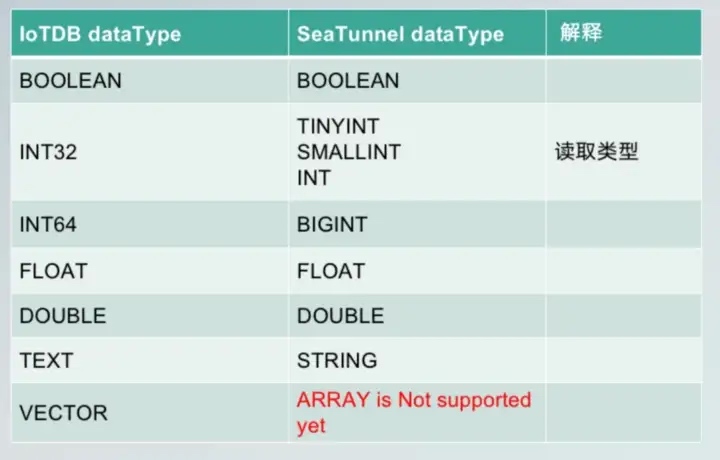 IoTDB dataType SeaTunnel dataType 解释
BOOLEAN BOOLEAN
TINYINT
SMALLINT
INT32 读取类型
INT
INT64 BIGINT
FLOAT FLOAT
DOUBLE DOUBLE
TEXT STRING
VECTOR ARRAY is Not supported
yet